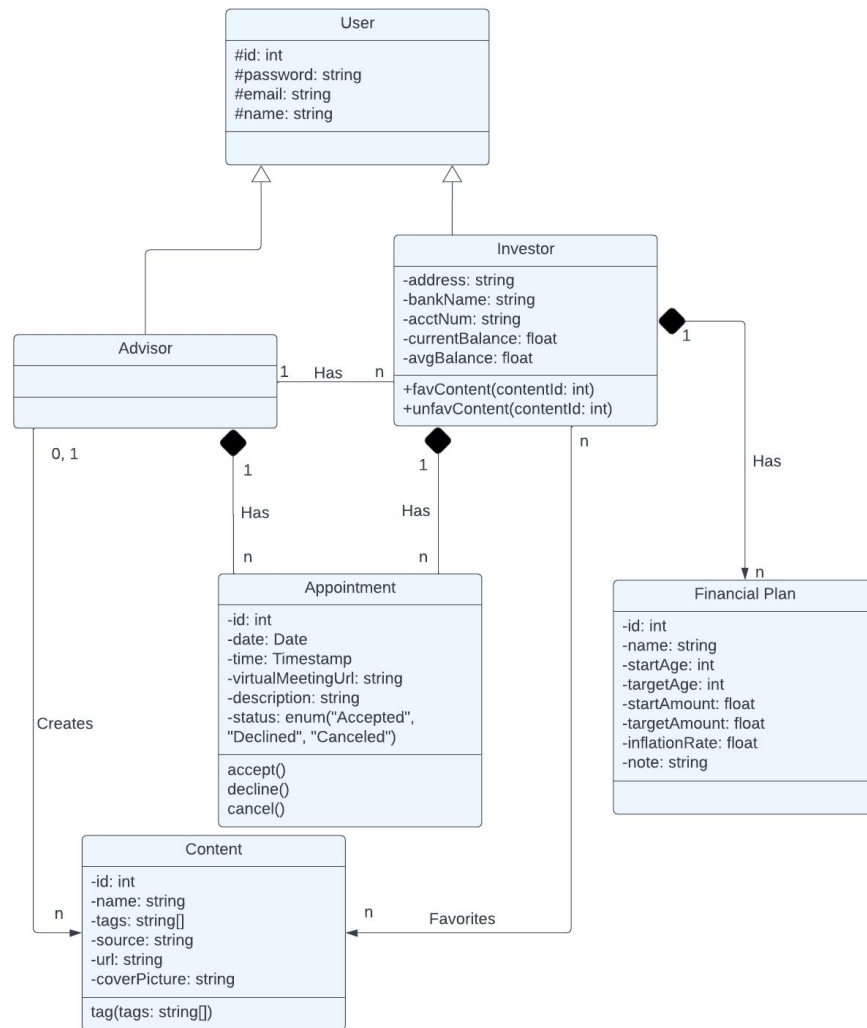 User
#id: int
#password: string
#email: string
#name: string
Investor
-address: string
-bankName: string
-acctNum: string
-currentBalance: float
-avgBalance: float
+favContent(contentId: int)
+unfavContent(contentId: int)
1
Advisor
1
Has
n
0, 1
1
1
n
Has
Has
Has
n
n
n
Appointment
-id: int
-date: Date
-time: Timestamp
-virtualMeetingUrl: string
-description: string
-status: enum("Accepted",
"Declined", "Canceled")
accept()
decline()
cancel()
Financial Plan
-id: int
-name: string
-startAge: int
-targetAge: int
-startAmount: float
-targetAmount: float
-inflationRate: float
-note: string
Creates
n
Content
-id: int
-name: string
-tags: string[]
-source: string
-url: string
-coverPicture: string
tag(tags: string[])
n
Favorites